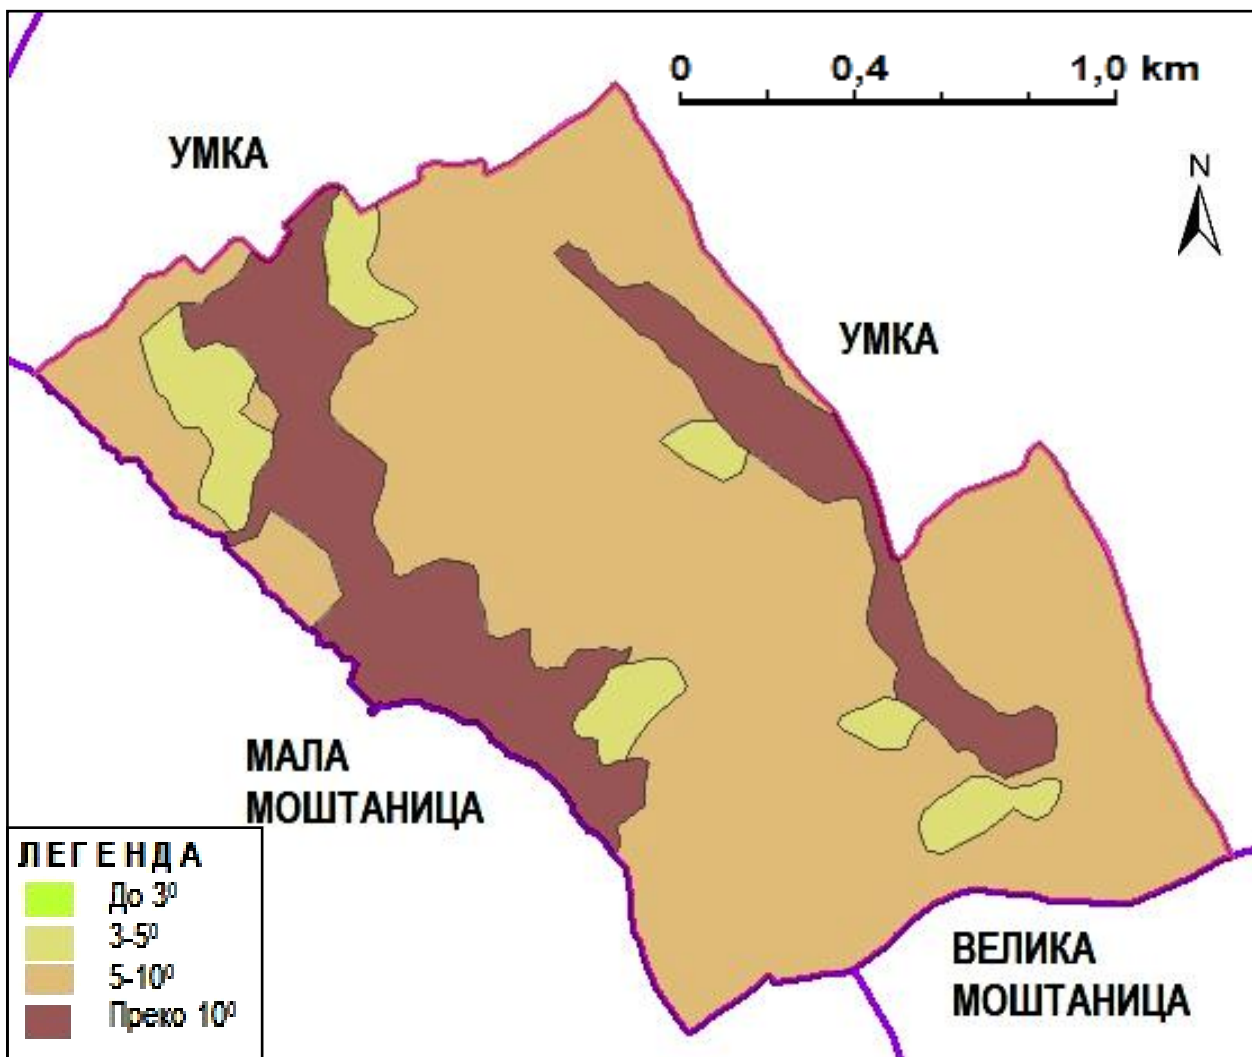 0 0,4 1,0 km
УМКА
N
УМКА
МАЛА
МОШТАНИЦА
ЛЕГЕНДА
До 3⁰
3-5⁰
5-10⁰
Преко 10⁰
ВЕЛИКА
МОШТАНИЦА